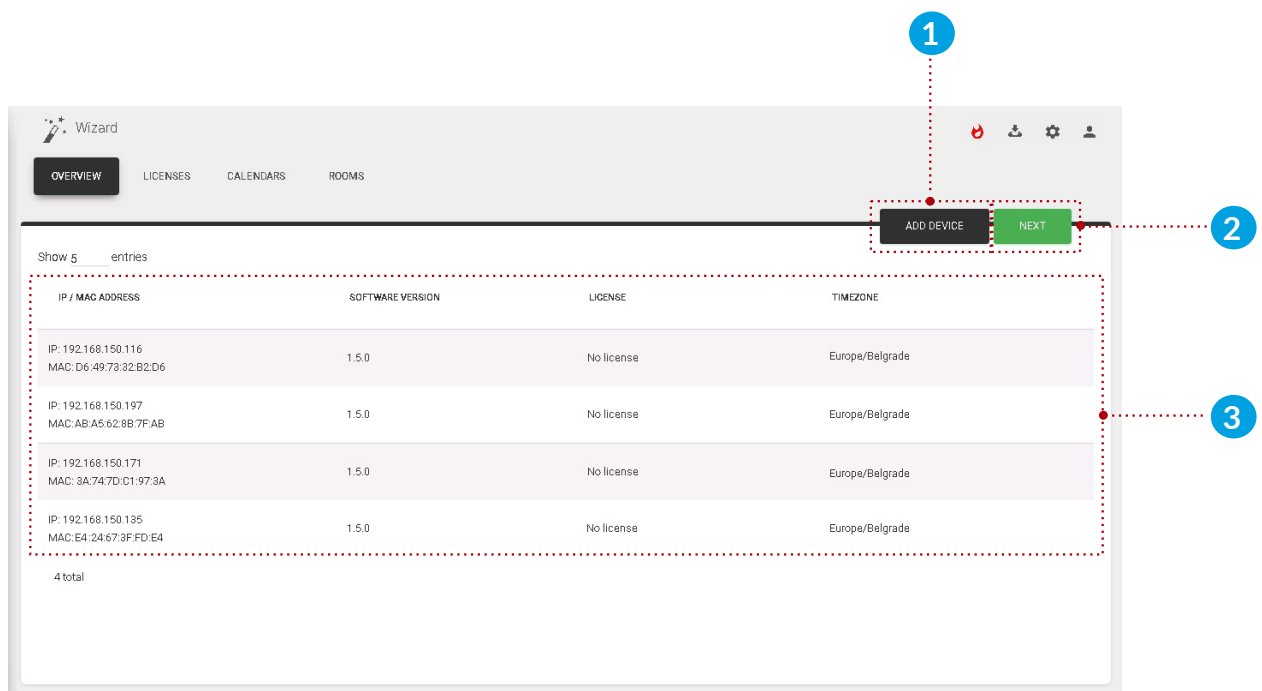 1
Wizard
OVERVIEW LICENSES CALENDARS ROOMS
ADD DEVICE NEXT 2
Show 5 entries
IP / MAC ADDRESS SOFTWARE VERSION LICENSE TIMEZONE
IP: 192.168.150.116
MAC: D6:49:73:32:B2:D6 1.5.0 No license Europe/Belgrade
IP: 192.168.150.197
MAC: AB:A5:62:8B:7F:AB 1.5.0 No license Europe/Belgrade
3
IP: 192.168.150.171
MAC: 3A:74:7D:C1:97:3A 1.5.0 No license Europe/Belgrade
IP: 192.168.150.135
MAC: E4:24:67:3F:FD:E4 1.5.0 No license Europe/Belgrade
4 total